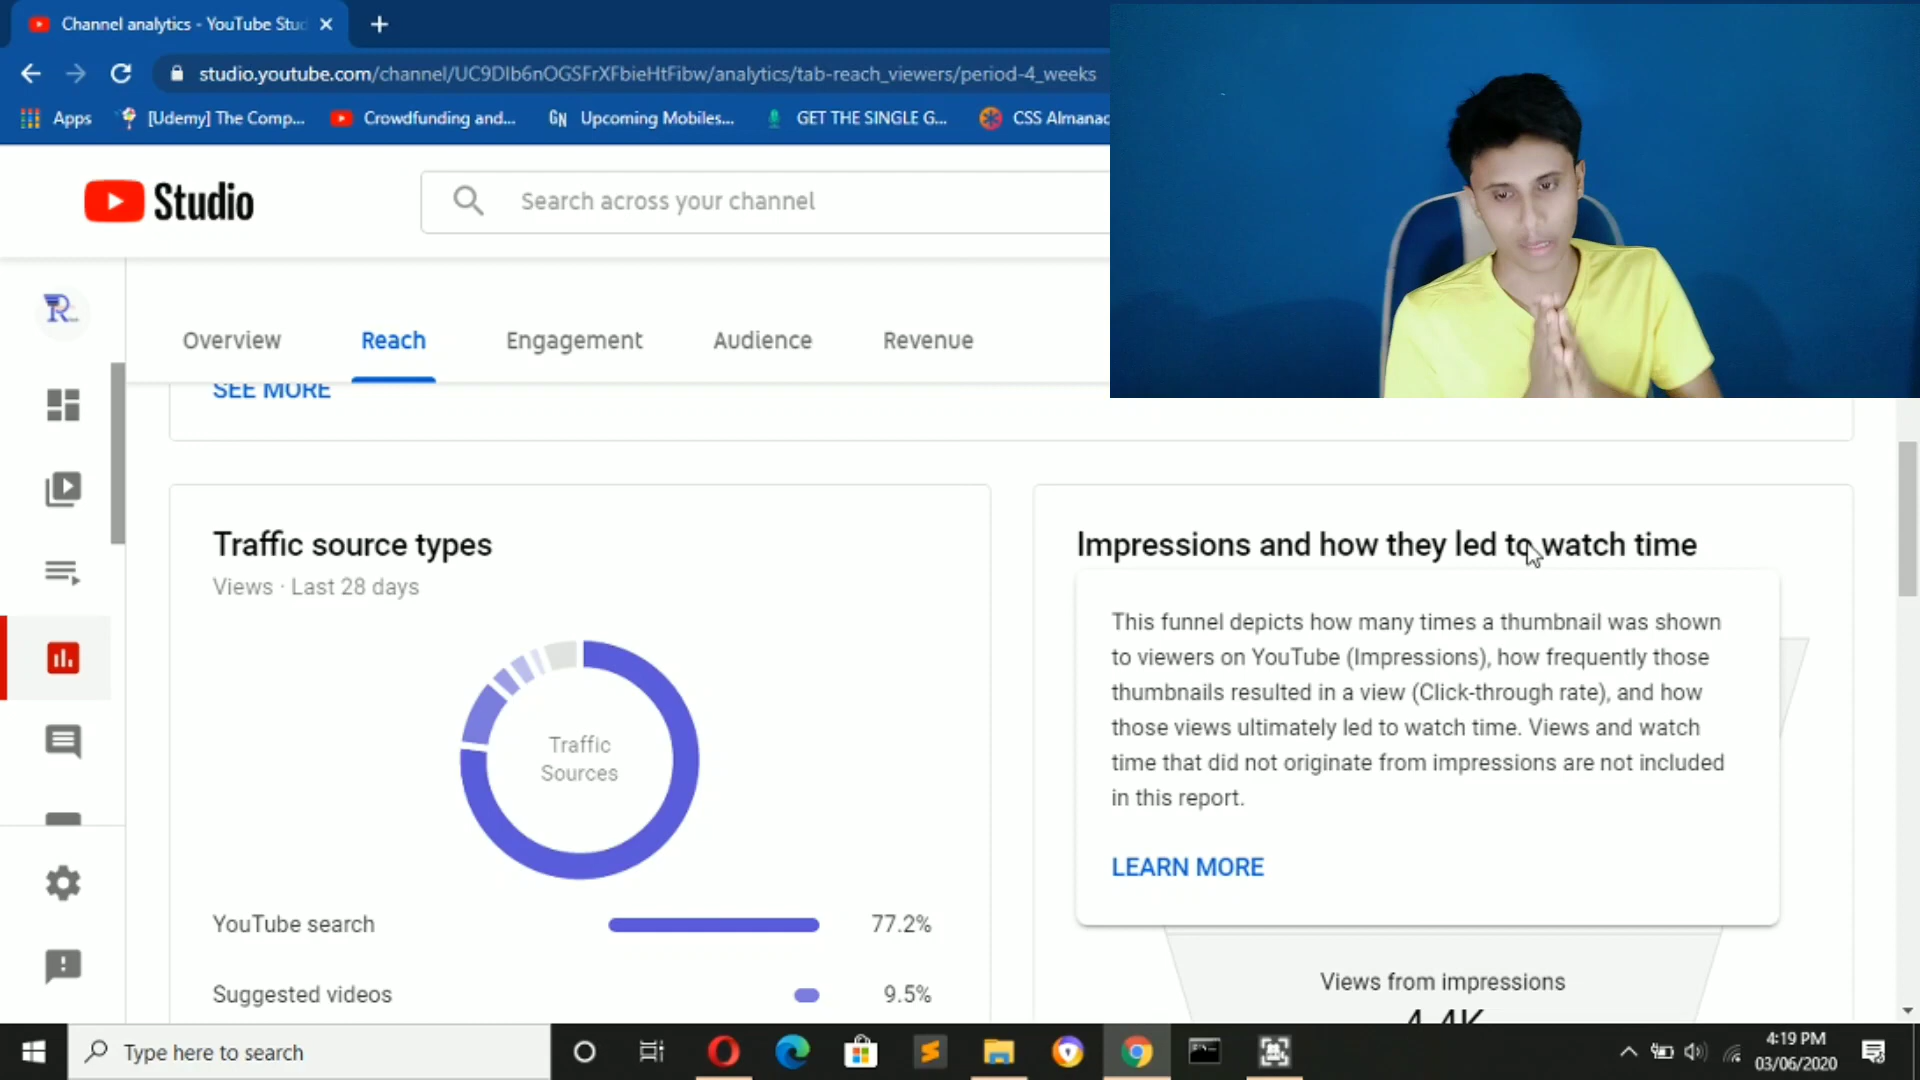 Channel analytics - YouTube Stu
studio.youtube.com/channel/UC9DIb6nOGSFrXFbieHtFibw/analytics/tab-reach_viewers/period-4_weeks
Apps
[Udemy] The Comp...
Crowdfunding and...
GN Upcoming Mobiles...
GET THE SINGLE G...
CSS Almanac
Studio
Search across your channel
R
Overview
Reach
Engagement
Audience
Revenue
SEE MORE
Traffic source types
Views · Last 28 days
Traffic
Sources
YouTube search 77.2%
Suggested videos 9.5%
Impressions and how they led to watch time
This funnel depicts how many times a thumbnail was shown
to viewers on YouTube (Impressions), how frequently those
thumbnails resulted in a view (Click-through rate), and how
those views ultimately led to watch time. Views and watch
time that did not originate from impressions are not included
in this report.
LEARN MORE
Views from impressions
4.4K
Type here to search
4:19 PM
03/06/2020